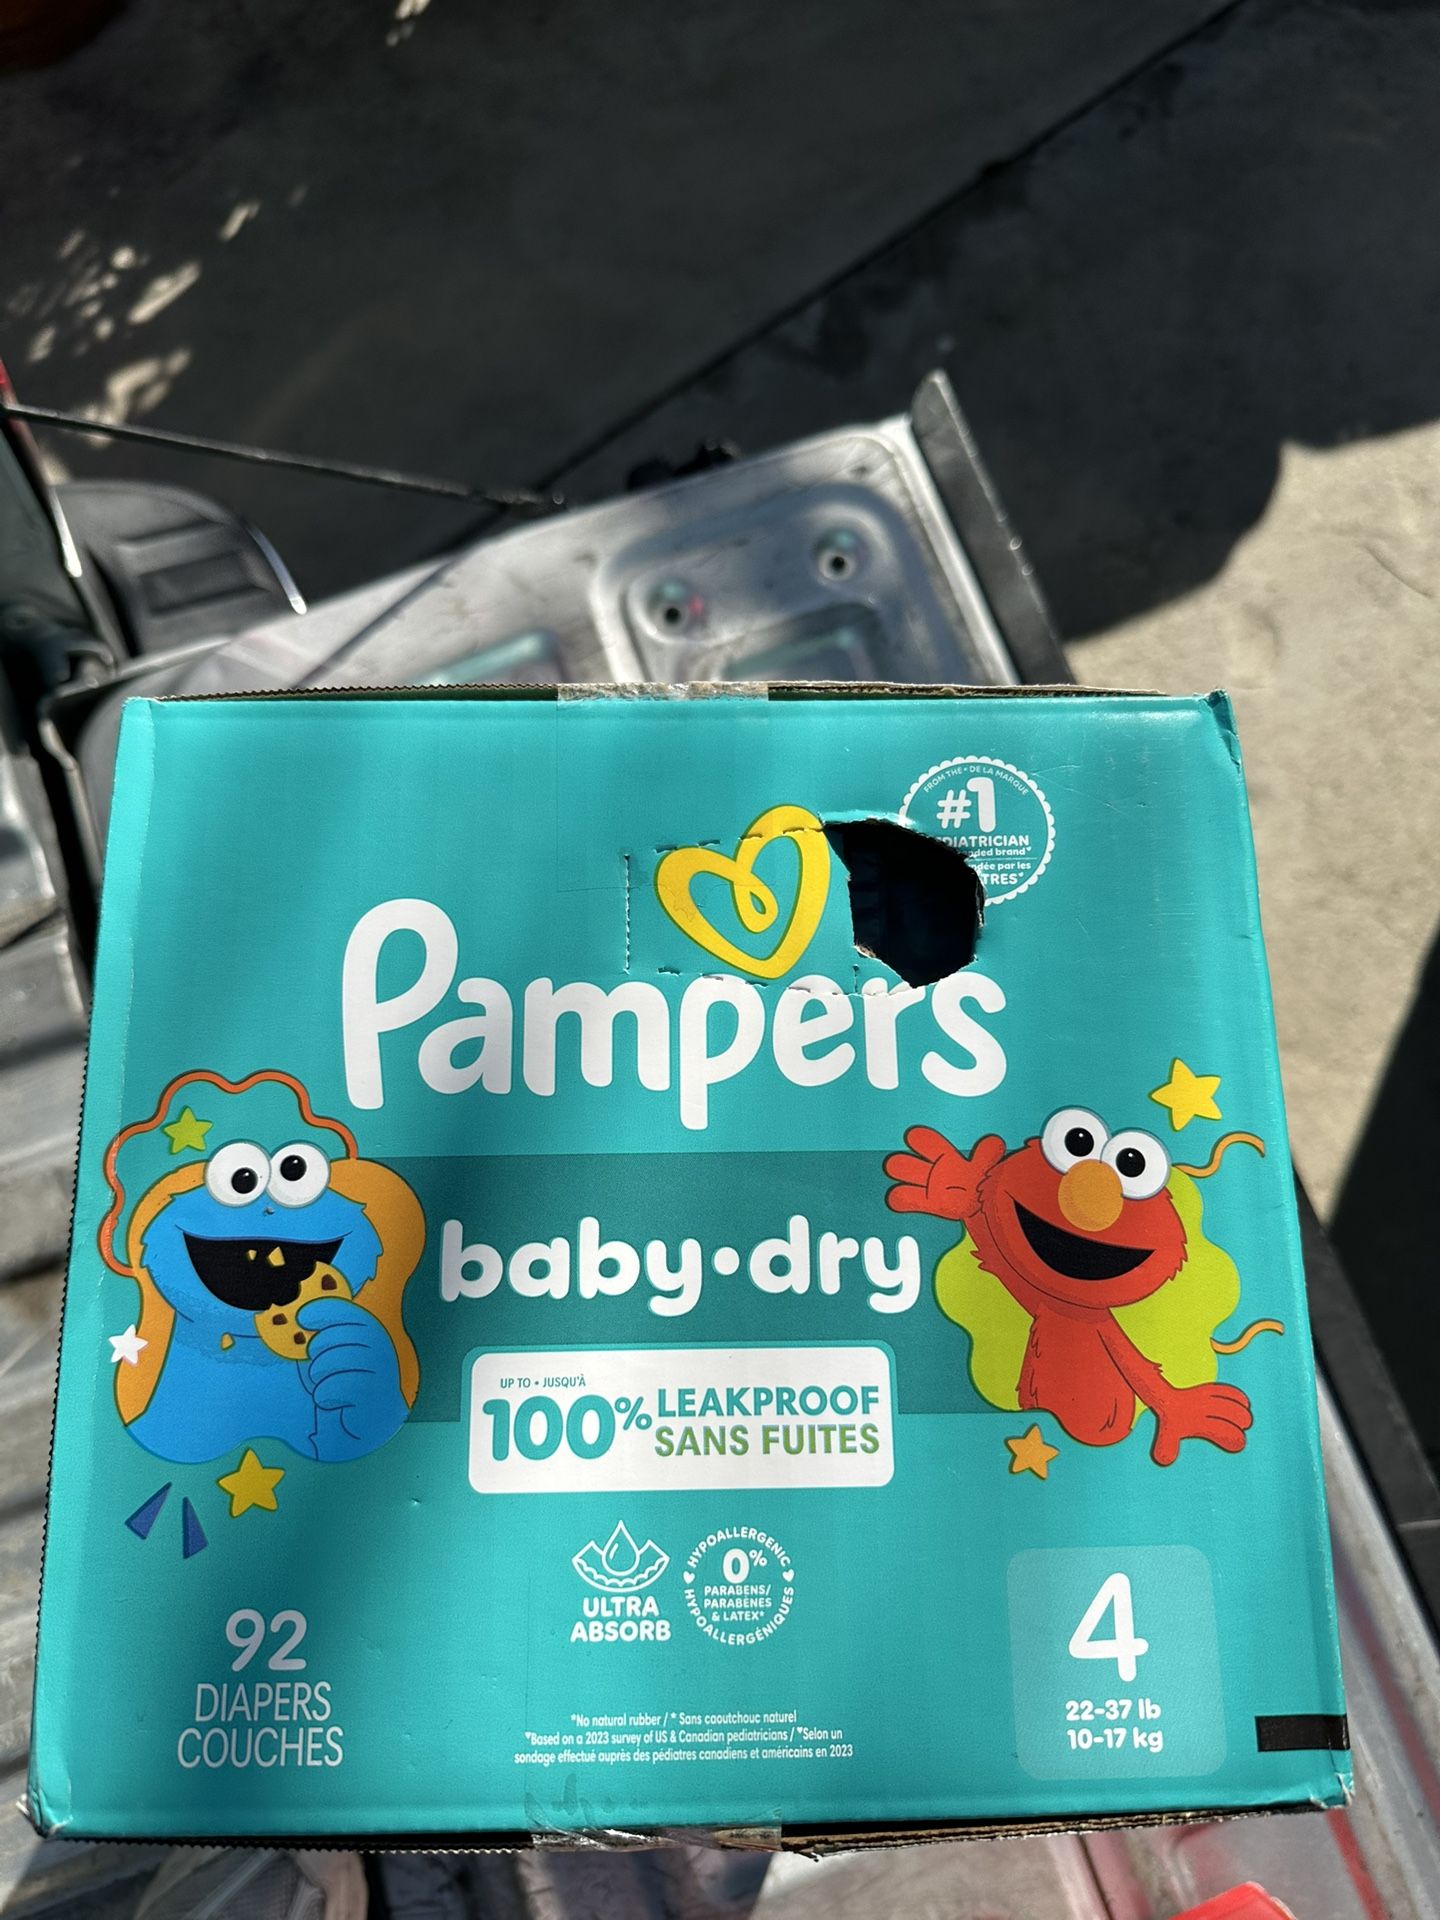 FROM THE • DE LA MARQUE
#1
brand♥
par les
Pampers
baby•dry
UP TO • JUSQU'À
100% LEAKPROOF
SANS FUITES
ULTRA
ABSORB
HYPOALLERGENIC
0%
PARABENS/
PARABÈNES
& LATEX*
HYPOALLERGÉNIQUES
92
DIAPERS
COUCHES
4
22-37 lb
10-17 kg
*No natural rubber / * Sans caoutchouc naturel
♥Based on a 2023 survey of US & Canadian pediatricians / ♥Selon un
sondage effectué auprès des pédiatres canadiens et américains en 2023